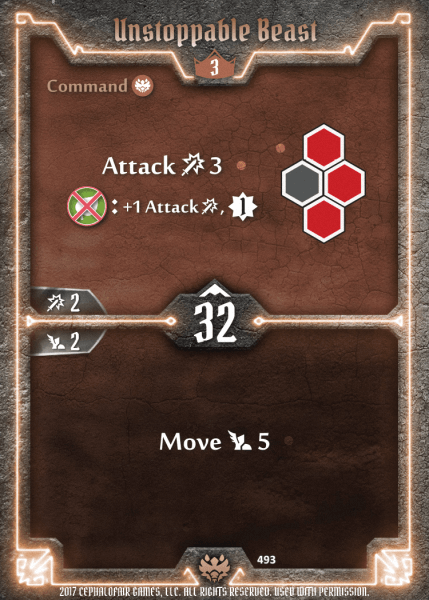 Unstoppable Beast
3
Command
Attack 3
: +1 Attack , 1
2
32
2
Move 5
493
2017 CEPHALOFAIR GAMES, LLC. ALL RIGHTS RESERVED. USED WITH PERMISSION.